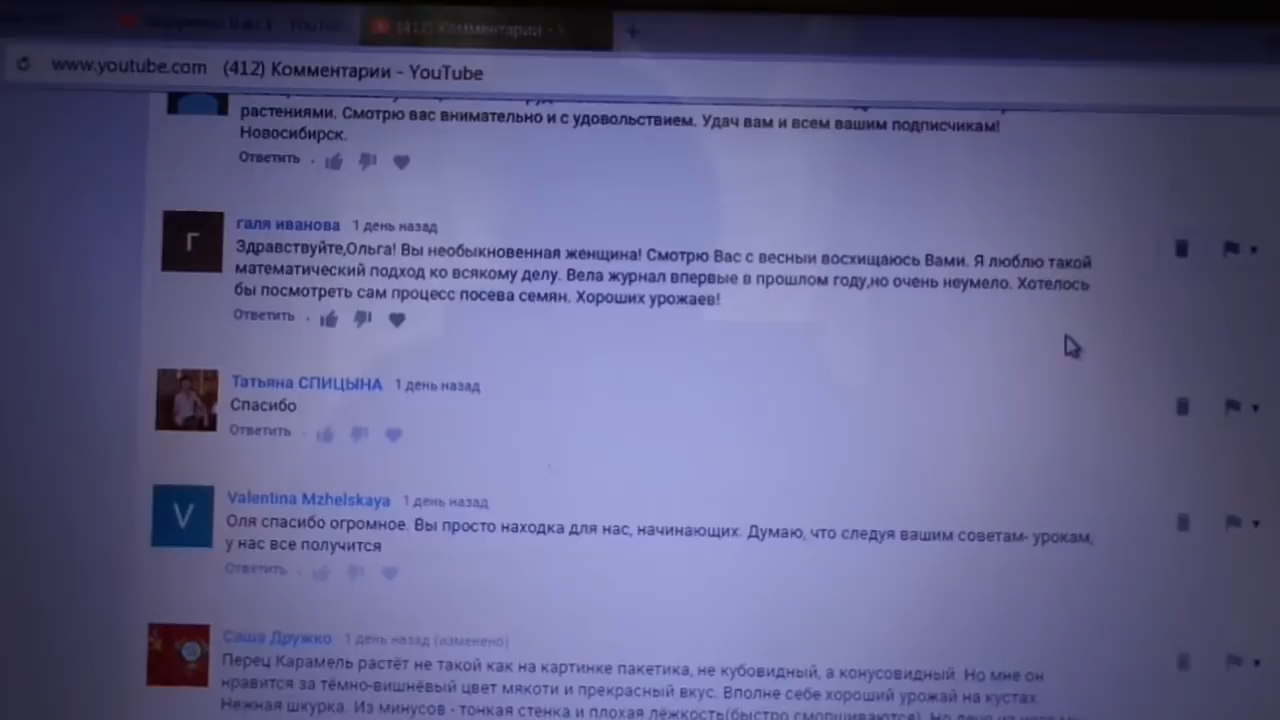 (412) Комментарии -
www.youtube.com (412) Комментарии - YouTube
растениями. Смотрю вас внимательно и с удовольствием. Удач вам и всем вашим подписчикам!
Новосибирск.
Ответить
Г
галя иванова 1 день назад
Здравствуйте,Ольга! Вы необыкновенная женщина! Смотрю Вас с весныи восхищаюсь Вами. Я люблю такой
математический подход ко всякому делу. Вела журнал впервые в прошлом году,но очень неумело. Хотелось
бы посмотреть сам процесс посева семян. Хороших урожаев!
Ответить
Татьяна СПИЦЫНА 1 день назад
Спасибо
Ответить
V
Valentina Mzhelskaya 1 день назад
Оля спасибо огромное. Вы просто находка для нас, начинающих. Думаю, что следуя вашим советам- урокам,
у нас все получится
Ответить
Саша Дружко 1 день назад (изменено)
Перец Карамель растёт не такой как на картинке пакетика, не кубовидный, а конусовидный. Но мне он
нравится за тёмно-вишнёвый цвет мякоти и прекрасный вкус. Вполне себе хороший урожай на кустах.
Нежная шкурка. Из минусов - тонкая стенка и плохая лёжкость(быстро сморщиваются).